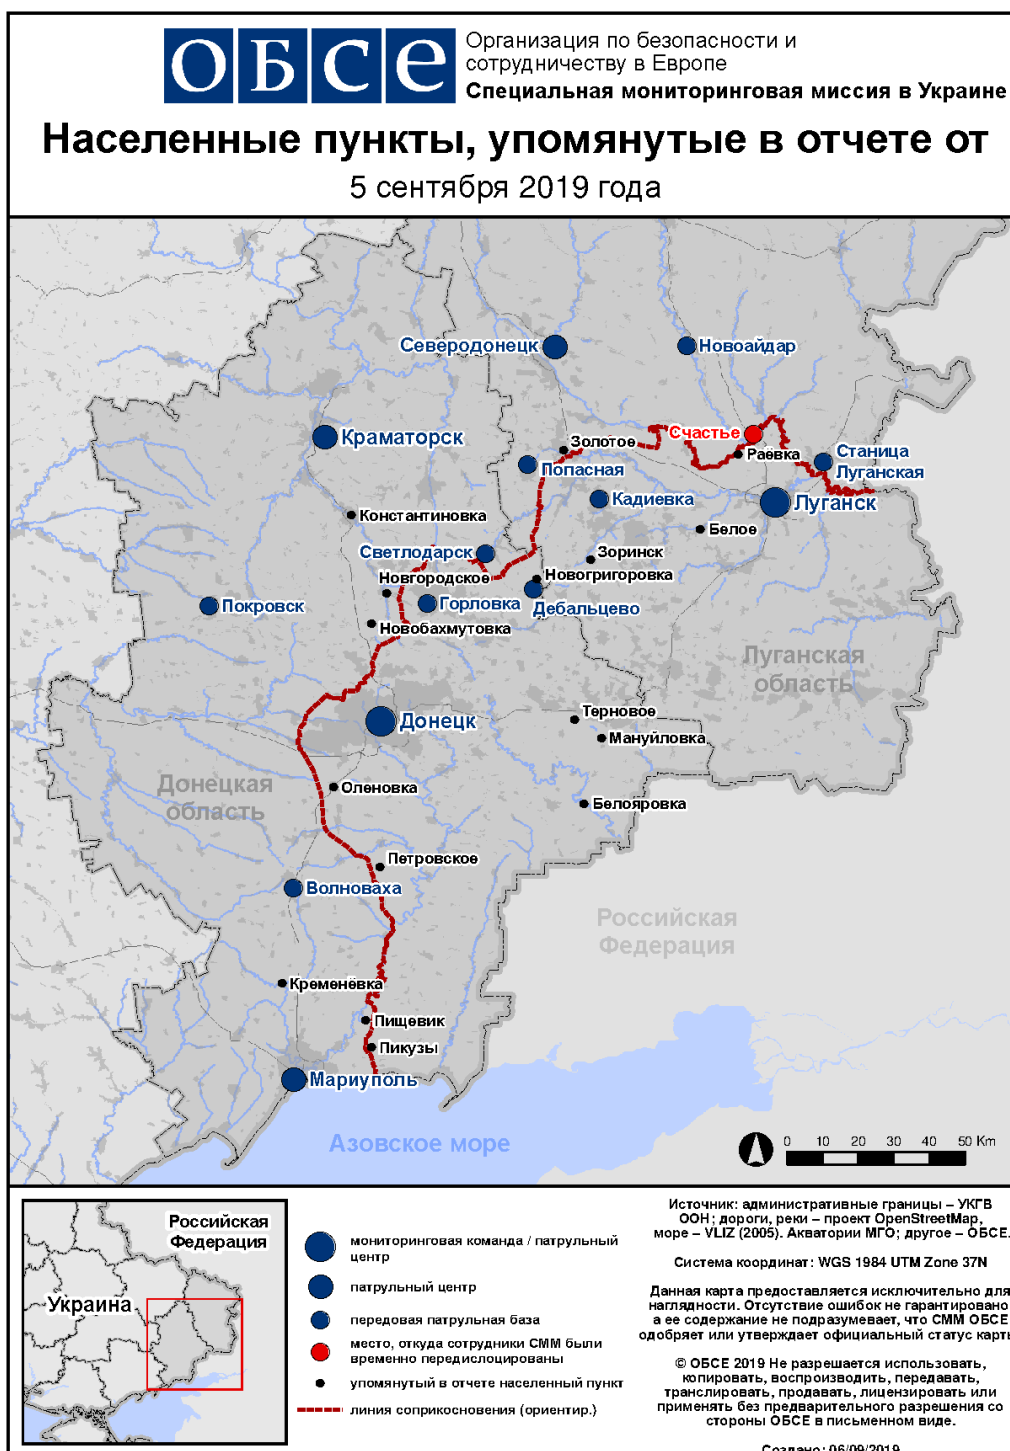 ОБСЕ
Организация по безопасности и
сотрудничеству в Европе
Специальная мониторинговая миссия в Украине
Населенные пункты, упомянутые в отчете от
5 сентября 2019 года
Северодонецк
Новоайдар
Краматорск
Счастье
Золотое
Раёвка
Станица
Луганская
Попасная
Кадиевка
Луганск
Константиновка
Белое
Светлодарск
Зоринск
Новгородское
Новогригоровка
Покровск
Горловка
Дебальцево
Новобахмутовка
Луганская
область
Донецк
Терновое
Мануйловка
Донецкая
область
Оленовка
Белояровка
Петровское
Волноваха
Российская
Федерация
Кременёвка
Пищевик
Пикузы
Мариуполь
Азовское море
0 10 20 30 40 50 Km
Российская
Федерация
Украина
мониторинговая команда / патрульный
центр
патрульный центр
передовая патрульная база
место, откуда сотрудники СММ были
временно передислоцированы
упомянутый в отчете населенный пункт
линия соприкосновения (ориентир.)
Источник: административные границы – УКГВ
ООН; дороги, реки – проект OpenStreetMap,
море – VLIZ (2005). Акватории МГО; другое – ОБСЕ.
Система координат: WGS 1984 UTM Zone 37N
Данная карта предоставляется исключительно для
наглядности. Отсутствие ошибок не гарантировано
а ее содержание не подразумевает, что СММ ОБСЕ
одобряет или утверждает официальный статус карты
© ОБСЕ 2019 Не разрешается использовать,
копировать, воспроизводить, передавать,
транслировать, продавать, лицензировать или
применять без предварительного разрешения со
стороны ОБСЕ в письменном виде.
Создано: 06/09/2019